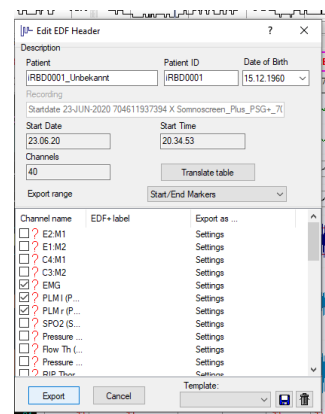 Edit EDF Header ? ×
Description
Patient Patient ID Date of Birth
iRBD0001_Unbekannt iRBD0001 15.12.1960
Recording
Startdate 23-JUN-2020 704611937394 X Somnoscreen_Plus_PSG+_7(
Start Date Start Time
23.06.20 20.34.53
Channels
40 Translate table
Export range Start/End Markers
Channel name EDF+ label Export as ...
? E2:M1 Settings
? E1:M2 Settings
? C4:M1 Settings
? C3:M2 Settings
? EMG Settings
? PLM l (P... Settings
? PLM r (P... Settings
? SPO2 (S... Settings
? Pressure ... Settings
? Flow Th (... Settings
? Pressure ... Settings
? RIP Thor Settings
Template:
Export Cancel